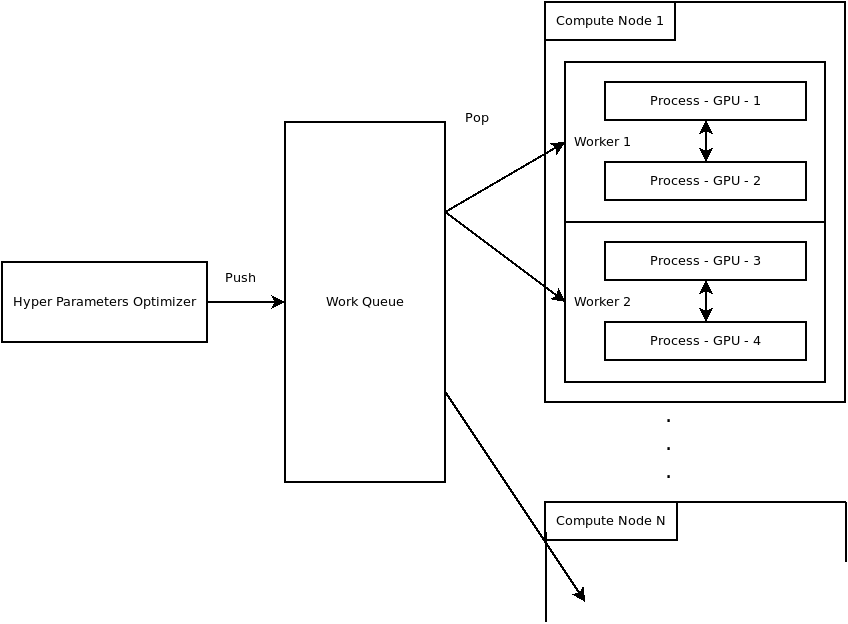 Hyper Parameters Optimizer
Push
Work Queue
Pop
Compute Node 1
Worker 1
Process - GPU - 1
Process - GPU - 2
Worker 2
Process - GPU - 3
Process - GPU - 4
.
.
.
Compute Node N